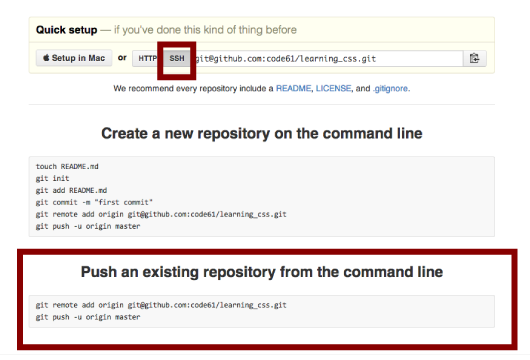 Quick setup — if you've done this kind of thing before
Setup in Mac or HTTP SSH git@github.com:code61/learning_css.git
We recommend every repository include a README, LICENSE, and .gitignore.
Create a new repository on the command line
touch README.md
git init
git add README.md
git commit -m "first commit"
git remote add origin git@github.com:code61/learning_css.git
git push -u origin master
Push an existing repository from the command line
git remote add origin git@github.com:code61/learning_css.git
git push -u origin master